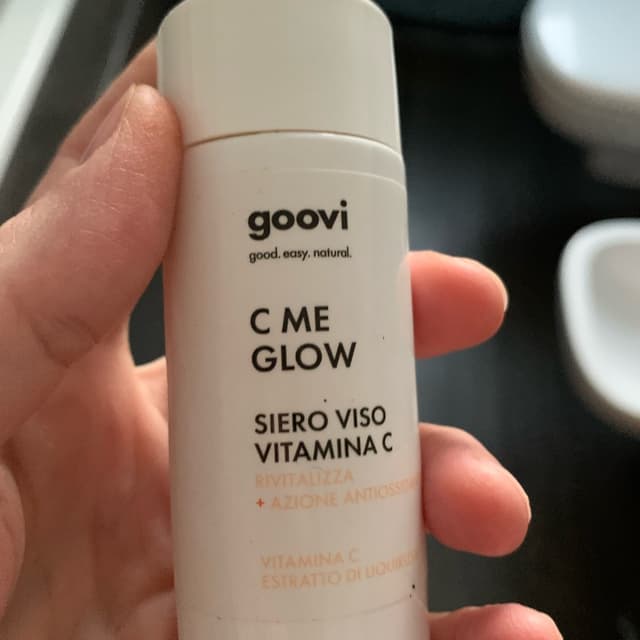 goovi
good. easy. natural.
C ME
GLOW
SIERO VISO
VITAMINA C
RIVITALIZZA
+ AZIONE
VITAMINA C
ESTRATTO DI